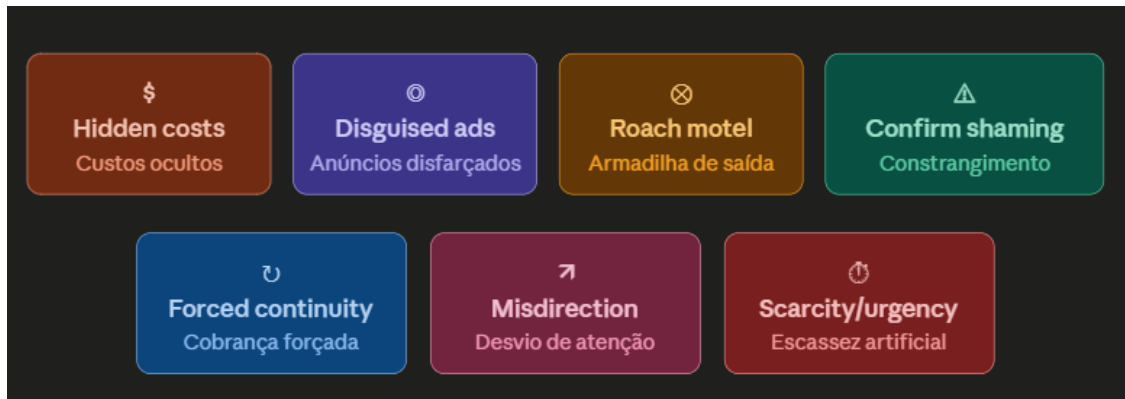 $
Hidden costs
Custos ocultos
Disguised ads
Anúncios disfarçados
Roach motel
Armadilha de saída
Confirm shaming
Constrangimento
Forced continuity
Cobrança forçada
Misdirection
Desvio de atenção
Scarcity/urgency
Escassez artificial